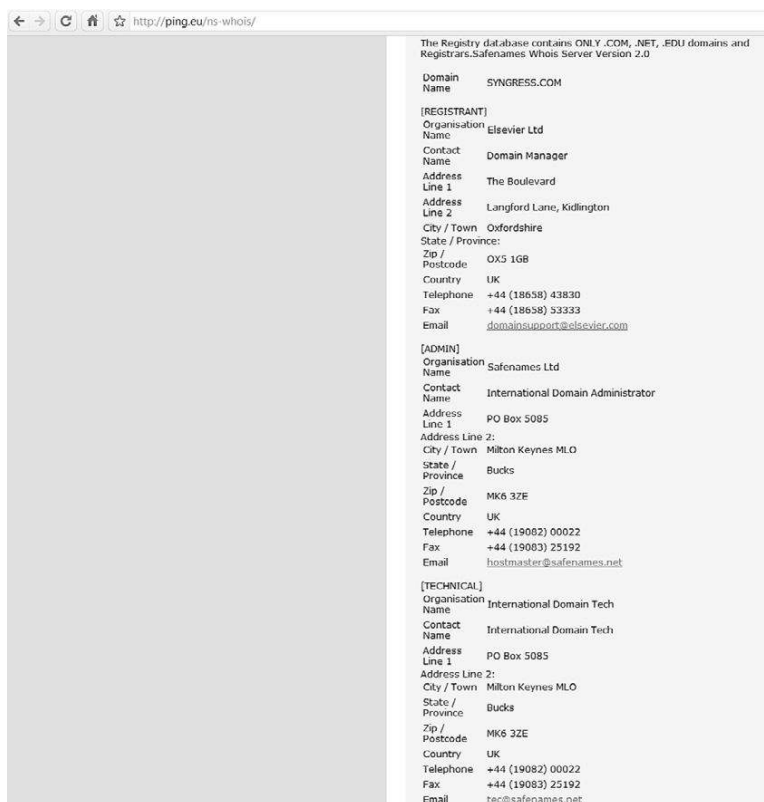 http://ping.eu/ns-whois/
The Registry database contains ONLY .COM, .NET, .EDU domains and
Registrars.Safenames Whois Server Version 2.0
Domain Name SYNGRESS.COM
[REGISTRANT]
Organisation Name Elsevier Ltd
Contact Name Domain Manager
Address Line 1 The Boulevard
Address Line 2 Langford Lane, Kidlington
City / Town Oxfordshire
State / Province:
Zip / Postcode OX5 1GB
Country UK
Telephone +44 (18658) 43830
Fax +44 (18658) 53333
Email domainsupport@elsevier.com
[ADMIN]
Organisation Name Safenames Ltd
Contact Name International Domain Administrator
Address Line 1 PO Box 5085
Address Line 2:
City / Town Milton Keynes MLO
State / Province Bucks
Zip / Postcode MK6 3ZE
Country UK
Telephone +44 (19082) 00022
Fax +44 (19083) 25192
Email hostmaster@safenames.net
[TECHNICAL]
Organisation Name International Domain Tech
Contact Name International Domain Tech
Address Line 1 PO Box 5085
Address Line 2:
City / Town Milton Keynes MLO
State / Province Bucks
Zip / Postcode MK6 3ZE
Country UK
Telephone +44 (19082) 00022
Fax +44 (19083) 25192
Email tec@safenames.net